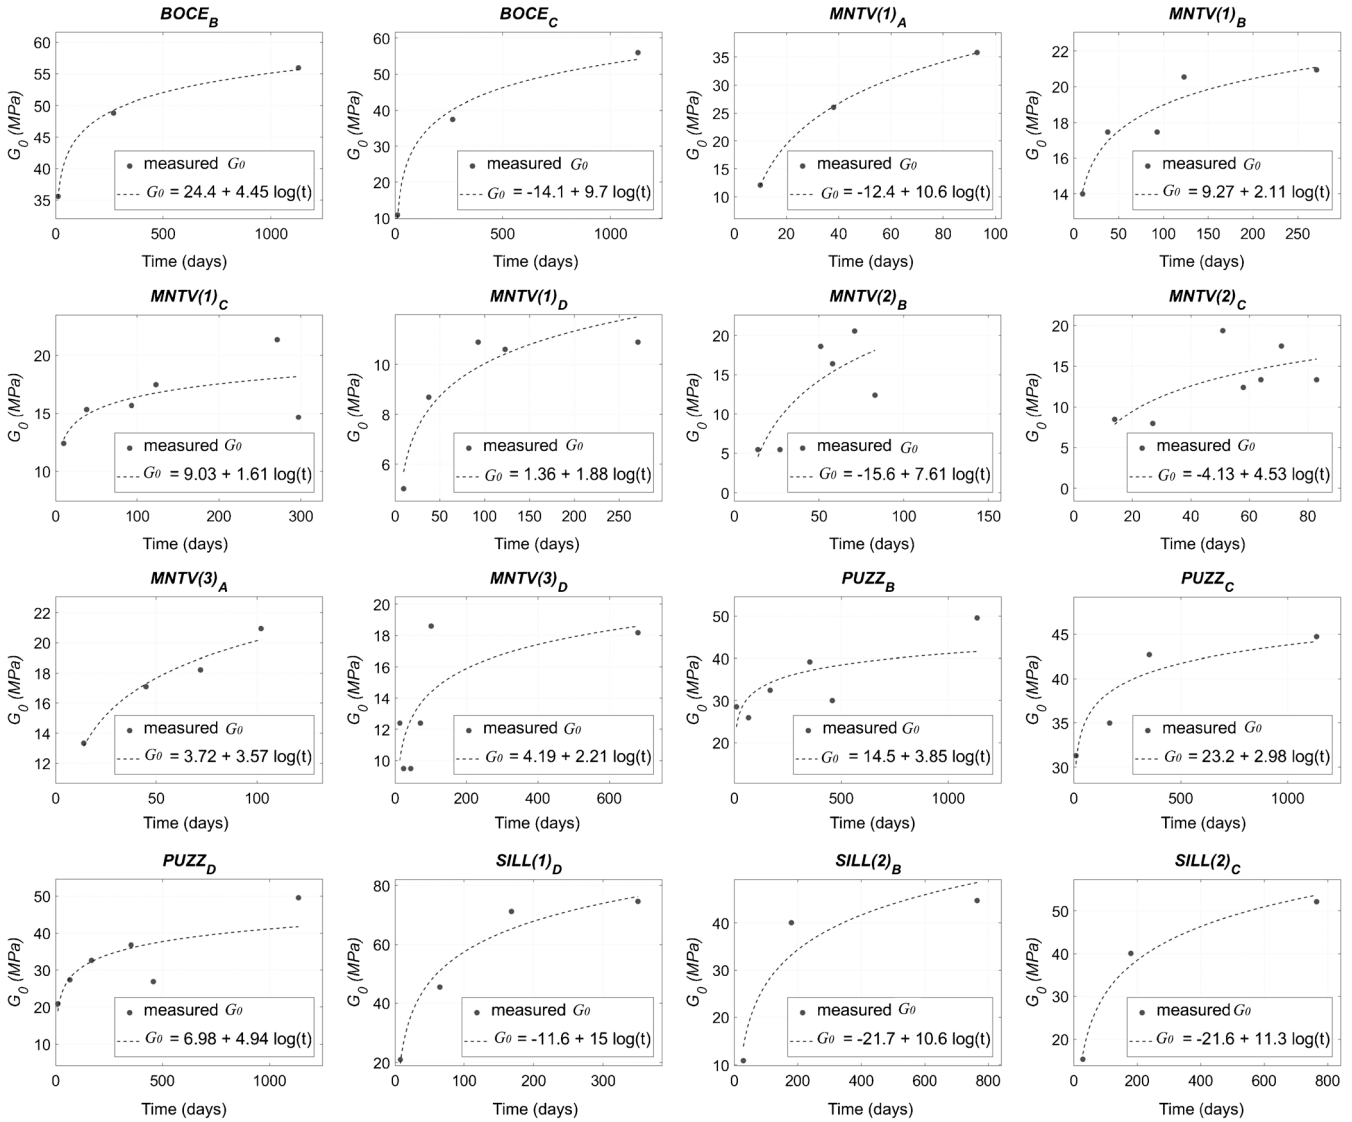 BOCE_B
60
55
50
45
40
35
G_0 (MPa)
measured G0
G0 = 24.4 + 4.45 log(t)
0 500 1000
Time (days)
BOCE_C
60
50
40
30
20
10
G_0 (MPa)
measured G0
G0 = -14.1 + 9.7 log(t)
0 500 1000
Time (days)
MNTV(1)_A
35
30
25
20
15
10
G_0 (MPa)
measured G0
G0 = -12.4 + 10.6 log(t)
0 20 40 60 80 100
Time (days)
MNTV(1)_B
22
20
18
16
14
G_0 (MPa)
measured G0
G0 = 9.27 + 2.11 log(t)
0 50 100 150 200 250
Time (days)
MNTV(1)_C
20
15
10
G_0 (MPa)
measured G0
G0 = 9.03 + 1.61 log(t)
0 100 200 300
Time (days)
MNTV(1)_D
10
8
6
G_0 (MPa)
measured G0
G0 = 1.36 + 1.88 log(t)
0 50 100 150 200 250
Time (days)
MNTV(2)_B
20
15
10
5
0
G_0 (MPa)
measured G0
G0 = -15.6 + 7.61 log(t)
0 50 100 150
Time (days)
MNTV(2)_C
20
15
10
5
0
G_0 (MPa)
measured G0
G0 = -4.13 + 4.53 log(t)
0 20 40 60 80
Time (days)
MNTV(3)_A
22
20
18
16
14
12
G_0 (MPa)
measured G0
G0 = 3.72 + 3.57 log(t)
0 50 100
Time (days)
MNTV(3)_D
20
18
16
14
12
10
G_0 (MPa)
measured G0
G0 = 4.19 + 2.21 log(t)
0 200 400 600
Time (days)
PUZZ_B
50
40
30
20
G_0 (MPa)
measured G0
G0 = 14.5 + 3.85 log(t)
0 500 1000
Time (days)
PUZZ_C
45
40
35
30
G_0 (MPa)
measured G0
G0 = 23.2 + 2.98 log(t)
0 500 1000
Time (days)
PUZZ_D
50
40
30
20
10
G_0 (MPa)
measured G0
G0 = 6.98 + 4.94 log(t)
0 500 1000
Time (days)
SILL(1)_D
80
60
40
20
G_0 (MPa)
measured G0
G0 = -11.6 + 15 log(t)
0 100 200 300
Time (days)
SILL(2)_B
40
30
20
10
G_0 (MPa)
measured G0
G0 = -21.7 + 10.6 log(t)
0 200 400 600 800
Time (days)
SILL(2)_C
50
40
30
20
G_0 (MPa)
measured G0
G0 = -21.6 + 11.3 log(t)
0 200 400 600 800
Time (days)